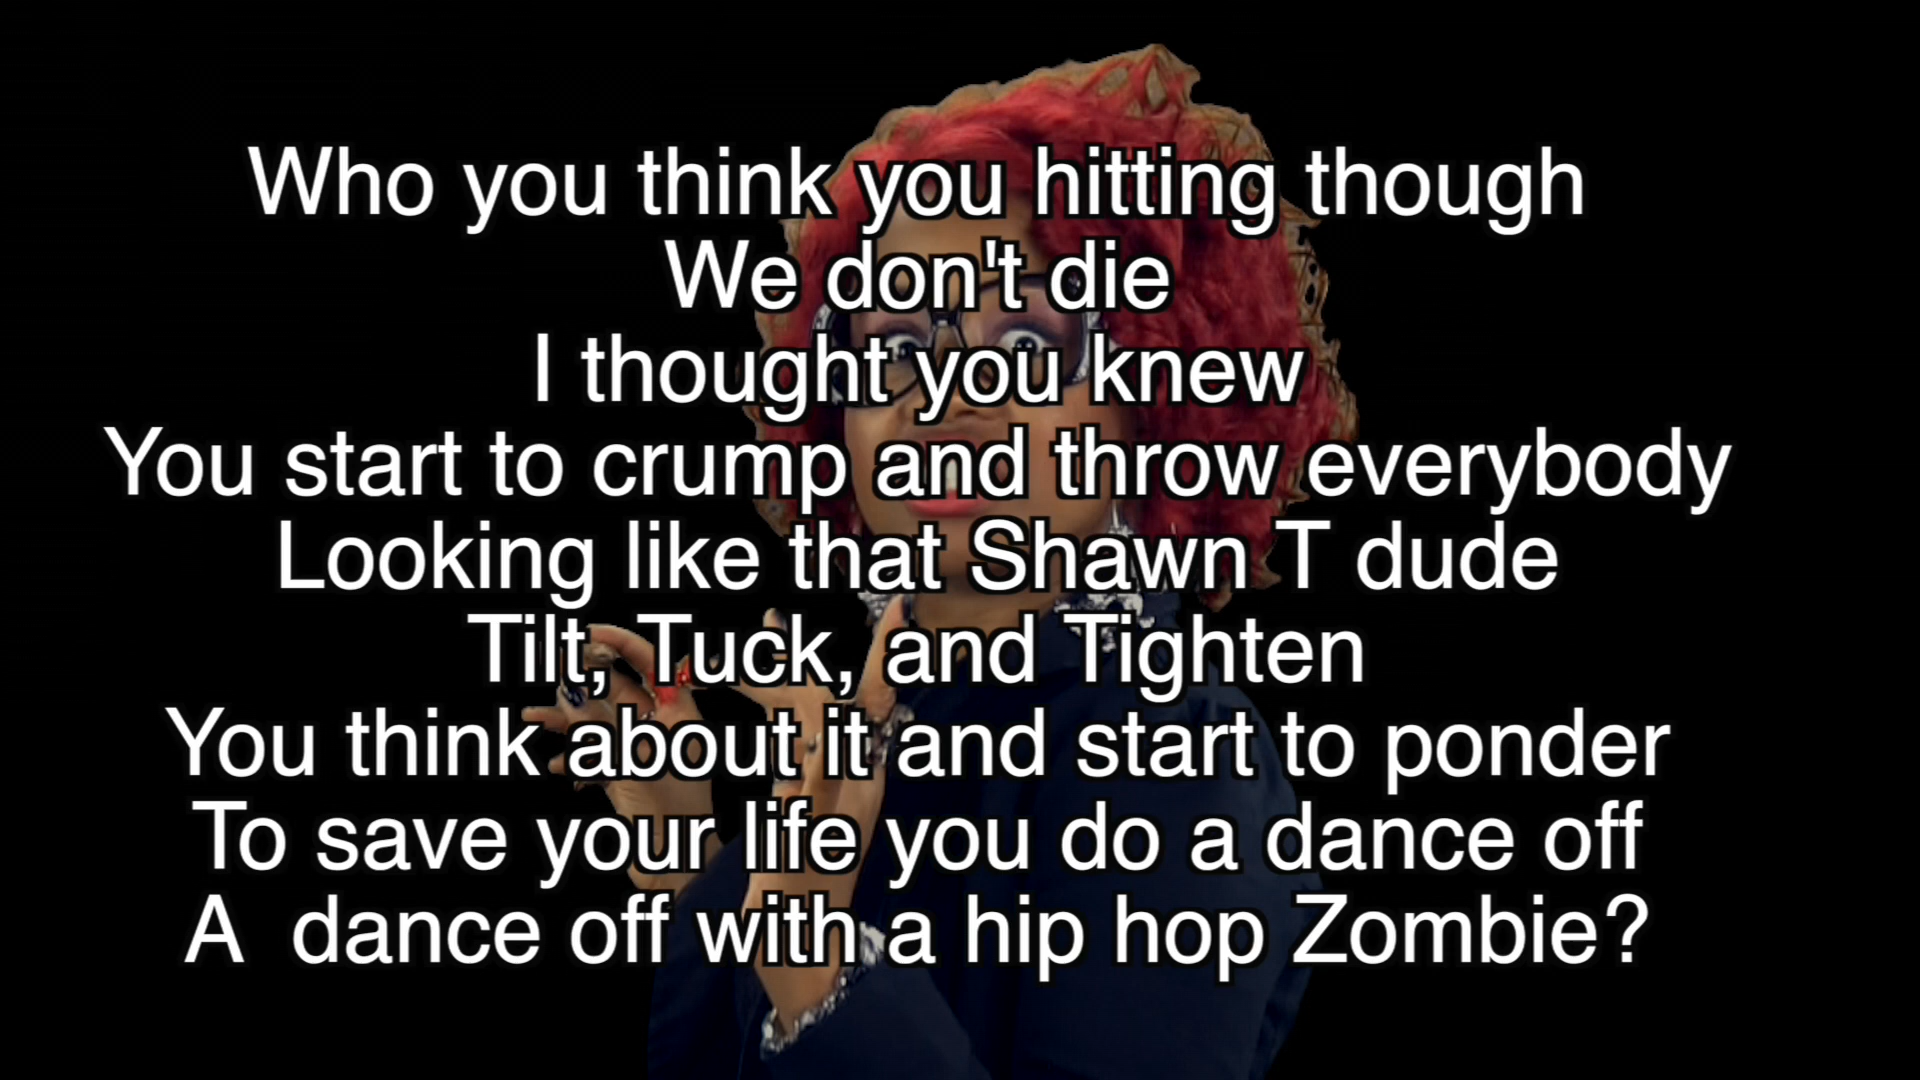 Who you think you hitting though
We don't die
I thought you knew
You start to crump and throw everybody
Looking like that Shawn T dude
Tilt, Tuck, and Tighten
You think about it and start to ponder
To save your life you do a dance off
A  dance off with a hip hop Zombie?